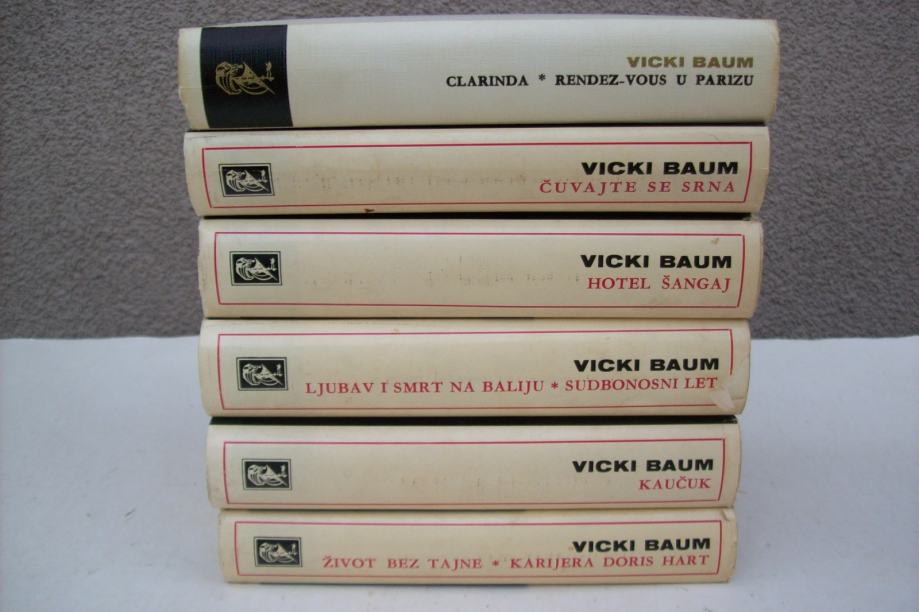 VICKI BAUM
CLARINDA * RENDEZ-VOUS U PARIZU
VICKI BAUM
ČUVAJTE SE SRNA
VICKI BAUM
HOTEL ŠANGAJ
VICKI BAUM
LJUBAV I SMRT NA BALIJU * SUDBONOSNI LET
VICKI BAUM
KAUČUK
VICKI BAUM
ŽIVOT BEZ TAJNE * KARIJERA DORIS HART